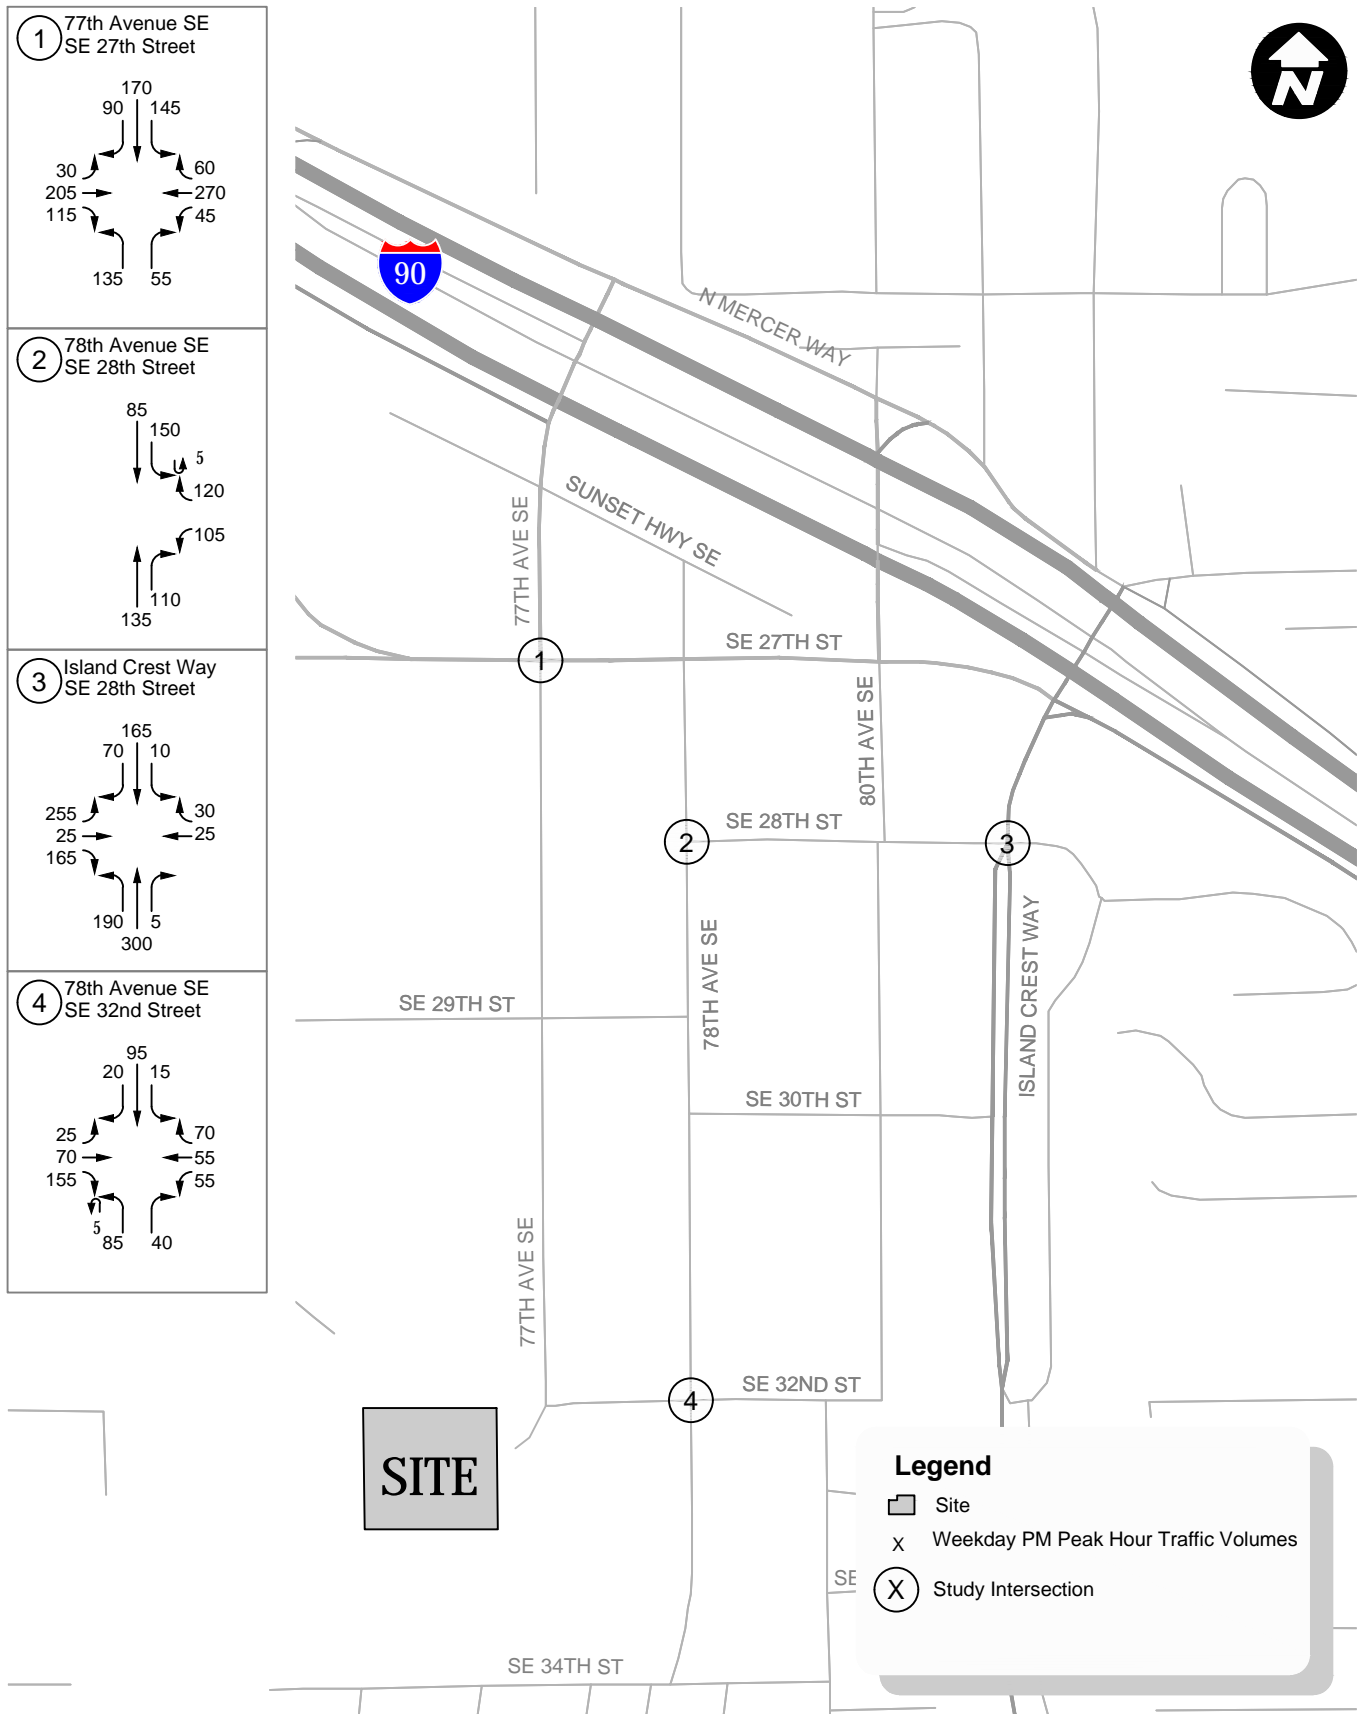 1
77th Avenue SE
SE 27th Street
170
90
145
30
60
205
270
115
45
135
55
2
78th Avenue SE
SE 28th Street
85
150
5
120
105
110
135
3
Island Crest Way
SE 28th Street
165
70
10
255
30
25
25
165
190
5
300
4
78th Avenue SE
SE 32nd Street
95
20
15
25
70
70
55
155
55
5
85
40
N
90
N MERCER WAY
SUNSET HWY SE
77TH AVE SE
SE 27TH ST
1
80TH AVE SE
SE 28TH ST
2
3
ISLAND CREST WAY
78TH AVE SE
SE 29TH ST
SE 30TH ST
77TH AVE SE
SE 32ND ST
4
SITE
SE
SE 34TH ST
Legend
Site
X Weekday PM Peak Hour Traffic Volumes
X Study Intersection